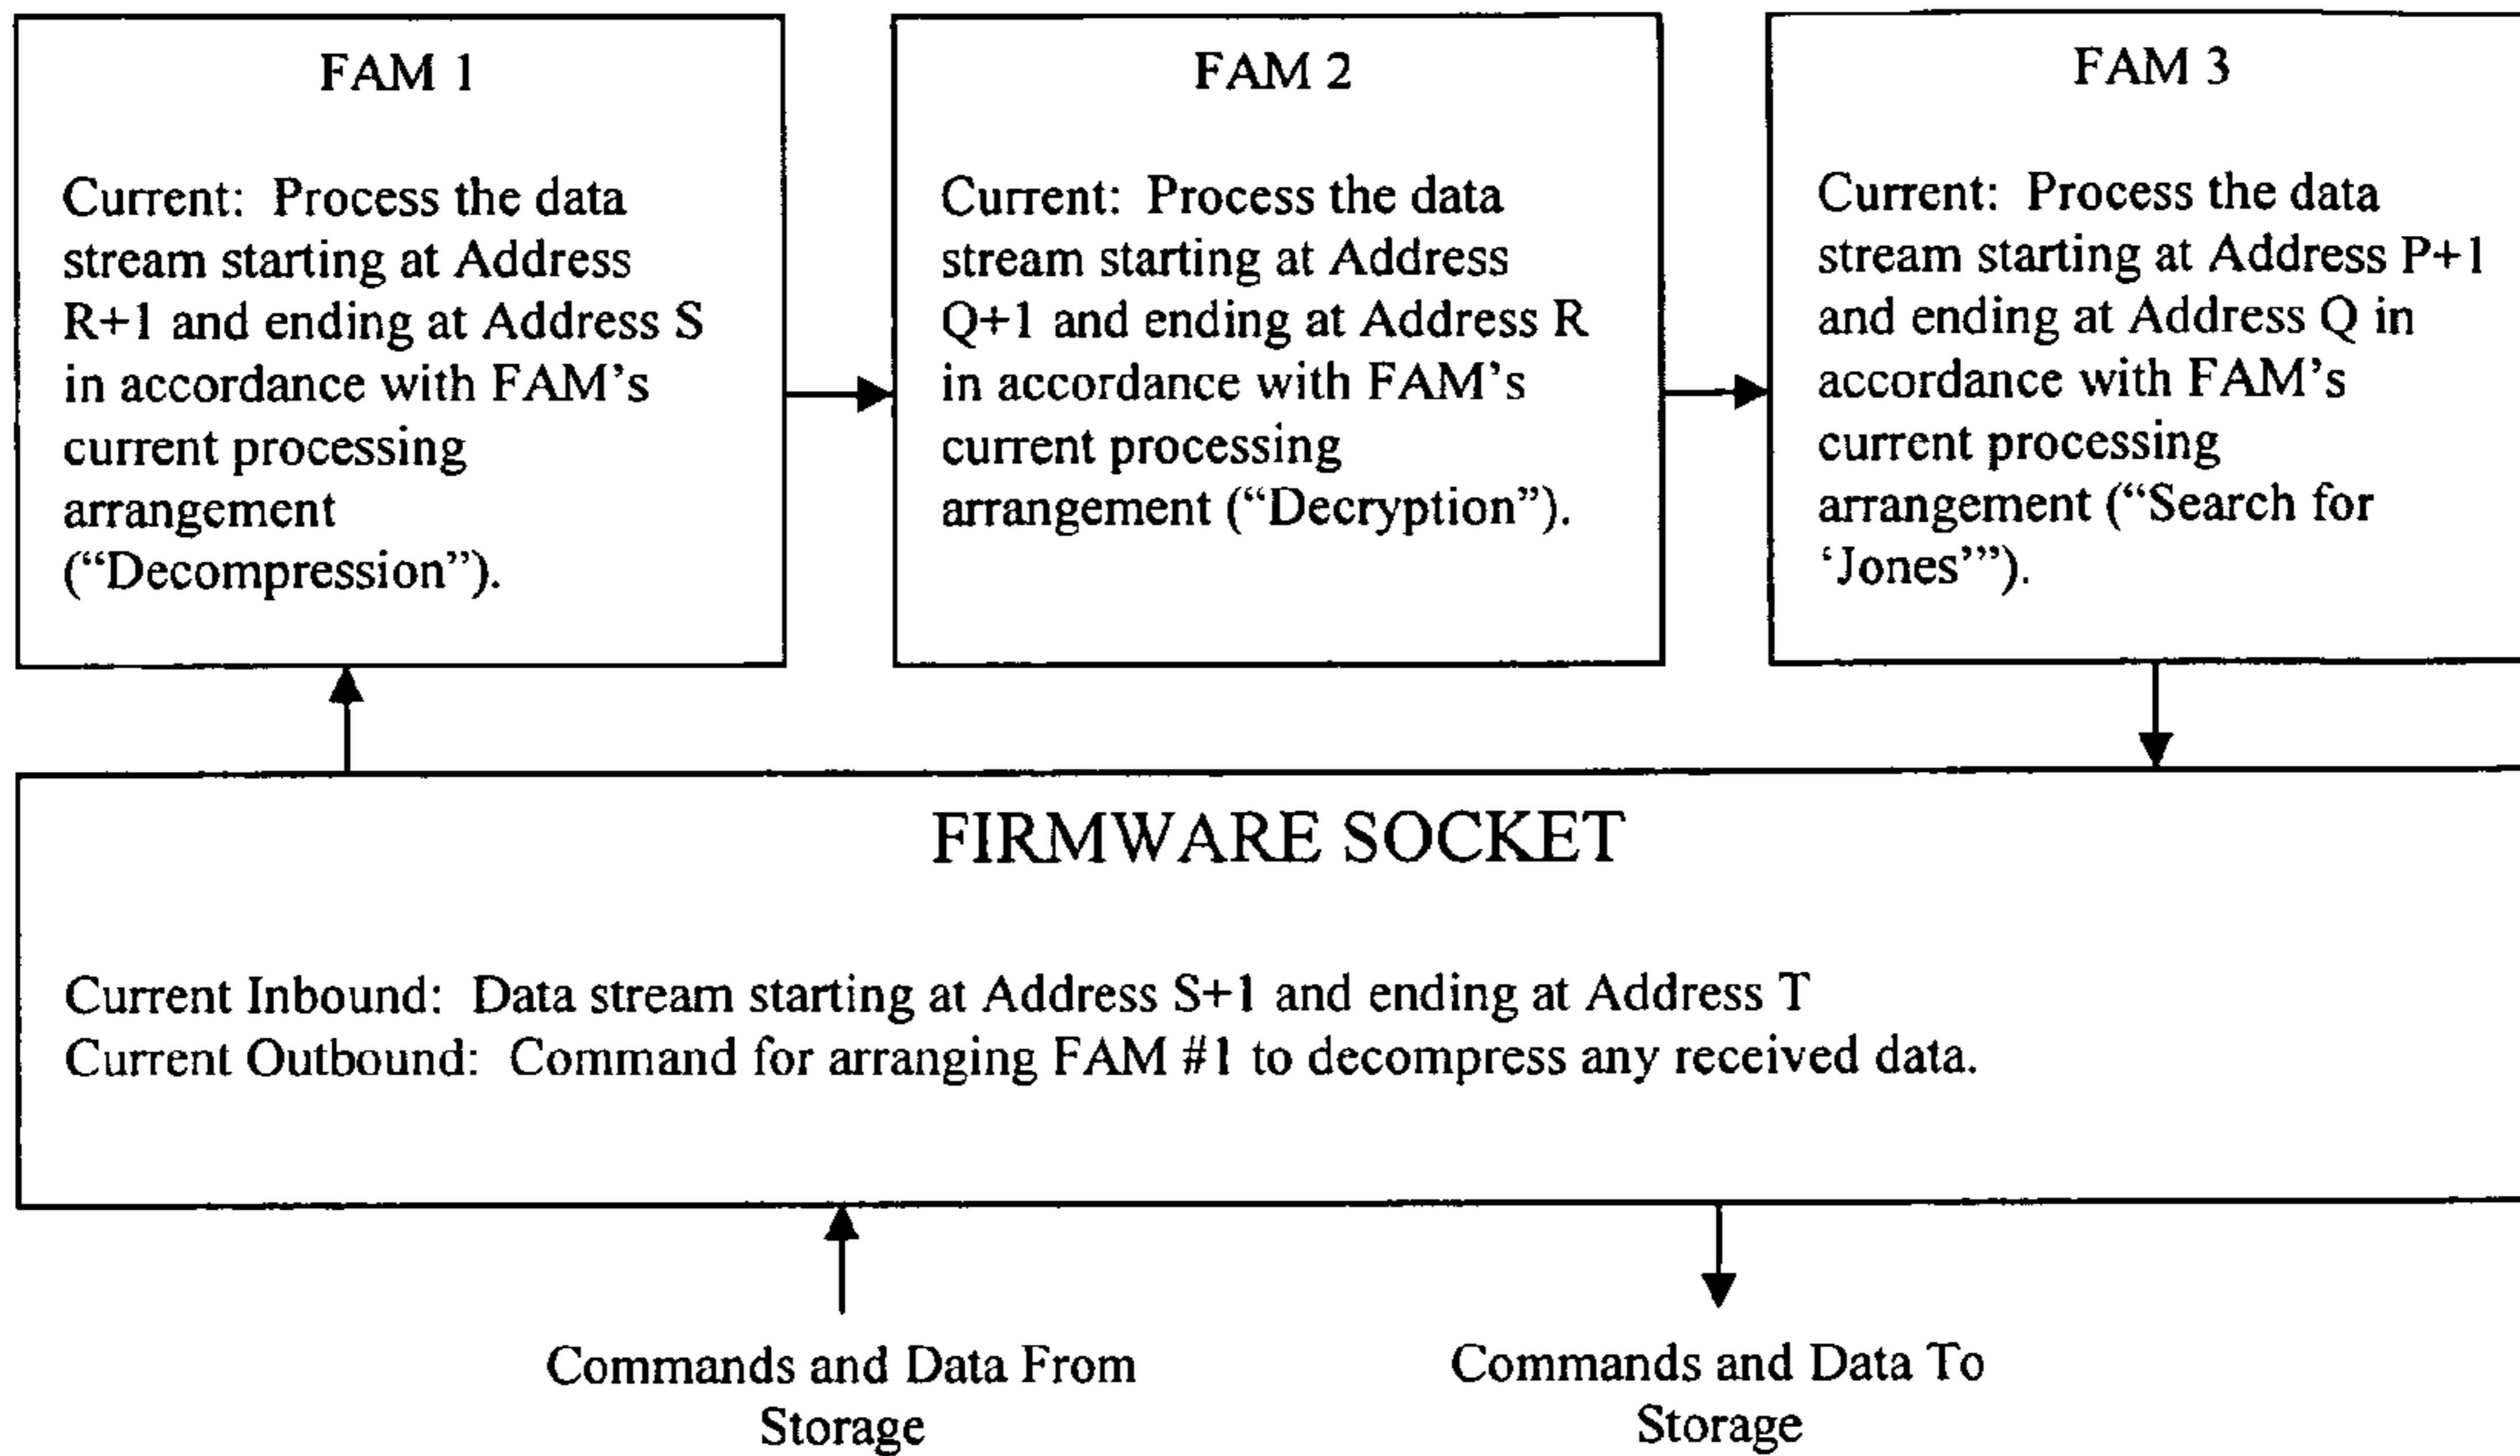 FAM 1
Current: Process the data
stream starting at Address
R+1 and ending at Address S
in accordance with FAM's
current processing
arrangement
("Decompression").
FAM 2
Current: Process the data
stream starting at Address
Q+1 and ending at Address R
in accordance with FAM's
current processing
arrangement ("Decryption").
FAM 3
Current: Process the data
stream starting at Address P+1
and ending at Address Q in
accordance with FAM's
current processing
arrangement ("Search for
'Jones'").
FIRMWARE SOCKET
Current Inbound: Data stream starting at Address S+1 and ending at Address T
Current Outbound: Command for arranging FAM #1 to decompress any received data.
Commands and Data From
Storage
Commands and Data To
Storage